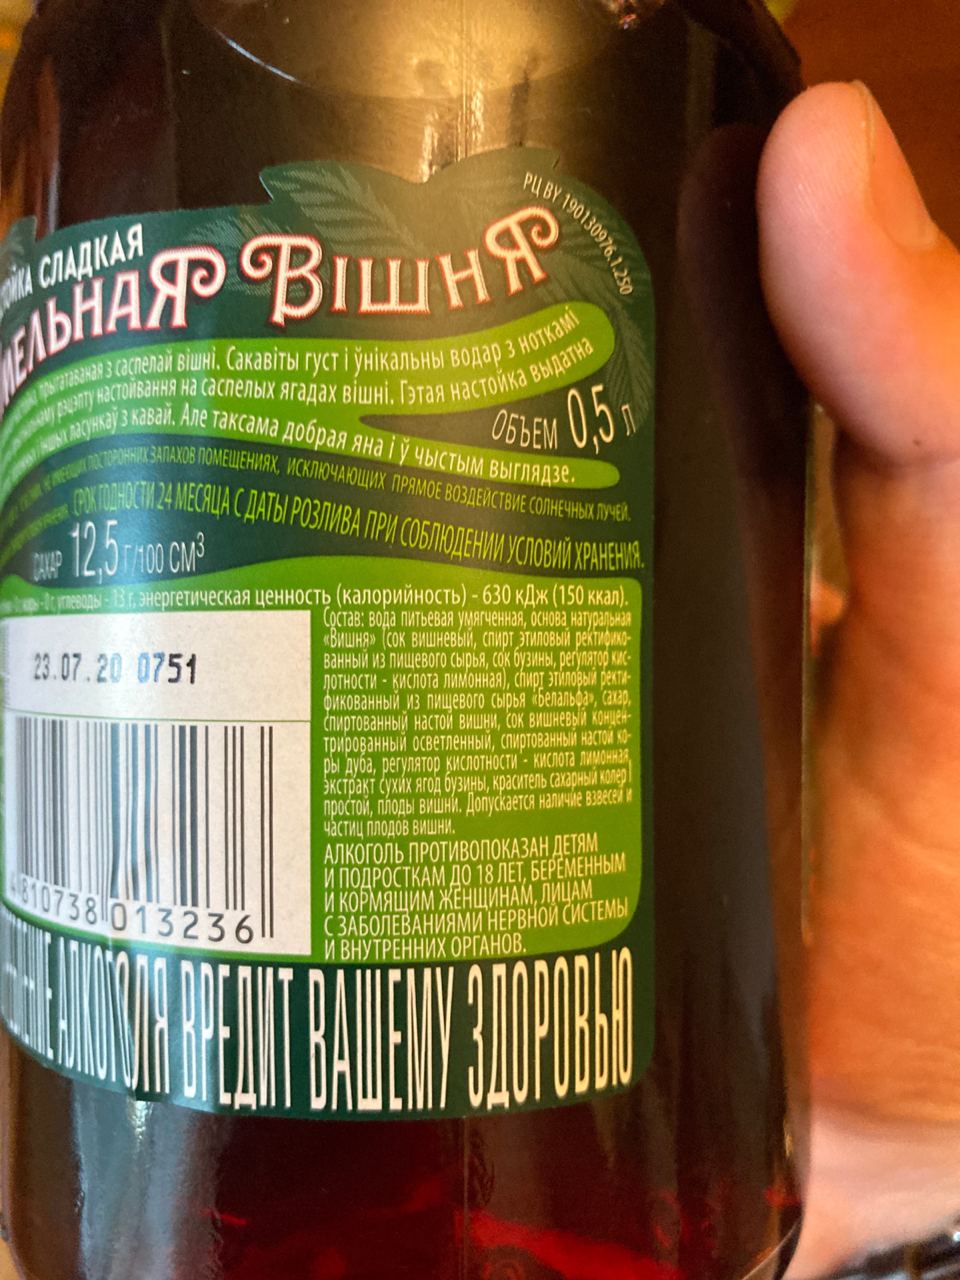 РЦ BY 190130976.1.250
СЛАДКАЯ
ВІШНЯ
з саспелай вішні. Сакавіты густ і ўнікальны водар з ноткамі
рэцэпту настойвання на саспелых ягадах вішні. Гэтая настойка выдатна
іншых ласункаў з кавай. Але таксама добрая яна і ў чыстым выглядзе.
ОБЪЕМ 0,5 л
НЕ ИМЕЮЩИХ ПОСТОРОННИХ ЗАПАХОВ ПОМЕЩЕНИЯХ, ИСКЛЮЧАЮЩИХ ПРЯМОЕ ВОЗДЕЙСТВИЕ СОЛНЕЧНЫХ ЛУЧЕЙ.
СРОК ГОДНОСТИ 24 МЕСЯЦА С ДАТЫ РОЗЛИВА ПРИ СОБЛЮДЕНИИ УСЛОВИЙ ХРАНЕНИЯ.
САХАР 12,5 Г/100 СМ³
углеводы - 13 г, энергетическая ценность (калорийность) - 630 кДж (150 ккал).
23.07.20 0751
4810738013236
Состав: вода питьевая умягченная, основа натуральная
«Вишня» (сок вишневый, спирт этиловый ректифико-
ванный из пищевого сырья, сок бузины, регулятор кис-
лотности - кислота лимонная), спирт этиловый ректи-
фикованный из пищевого сырья «Белальфа», сахар,
спиртованный настой вишни, сок вишневый концен-
трированный осветленный, спиртованный настой ко-
ры дуба, регулятор кислотности - кислота лимонная,
экстракт сухих ягод бузины, краситель сахарный колер I
простой, плоды вишни. Допускается наличие взвесей и
частиц плодов вишни.
АЛКОГОЛЬ ПРОТИВОПОКАЗАН ДЕТЯМ
И ПОДРОСТКАМ ДО 18 ЛЕТ, БЕРЕМЕННЫМ
И КОРМЯЩИМ ЖЕНЩИНАМ, ЛИЦАМ
С ЗАБОЛЕВАНИЯМИ НЕРВНОЙ СИСТЕМЫ
И ВНУТРЕННИХ ОРГАНОВ.
АЛКОГОЛЯ ВРЕДИТ ВАШЕМУ ЗДОРОВЬЮ